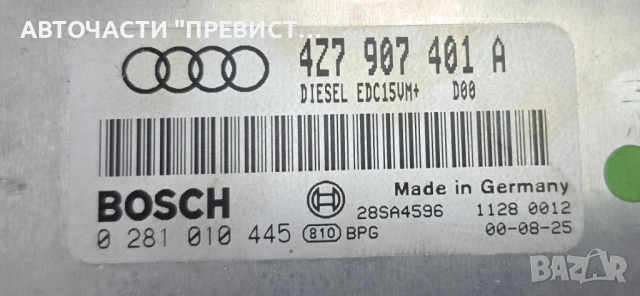 АВТОЧАСТИ "ПРЕВИСТ...
4Z7 907 401 A
DIESEL EDC15VM+ D00
BOSCH
Made in Germany
28SA4596 1128 0012
0 281 010 445 810 BPG 00-08-25
BAZAR